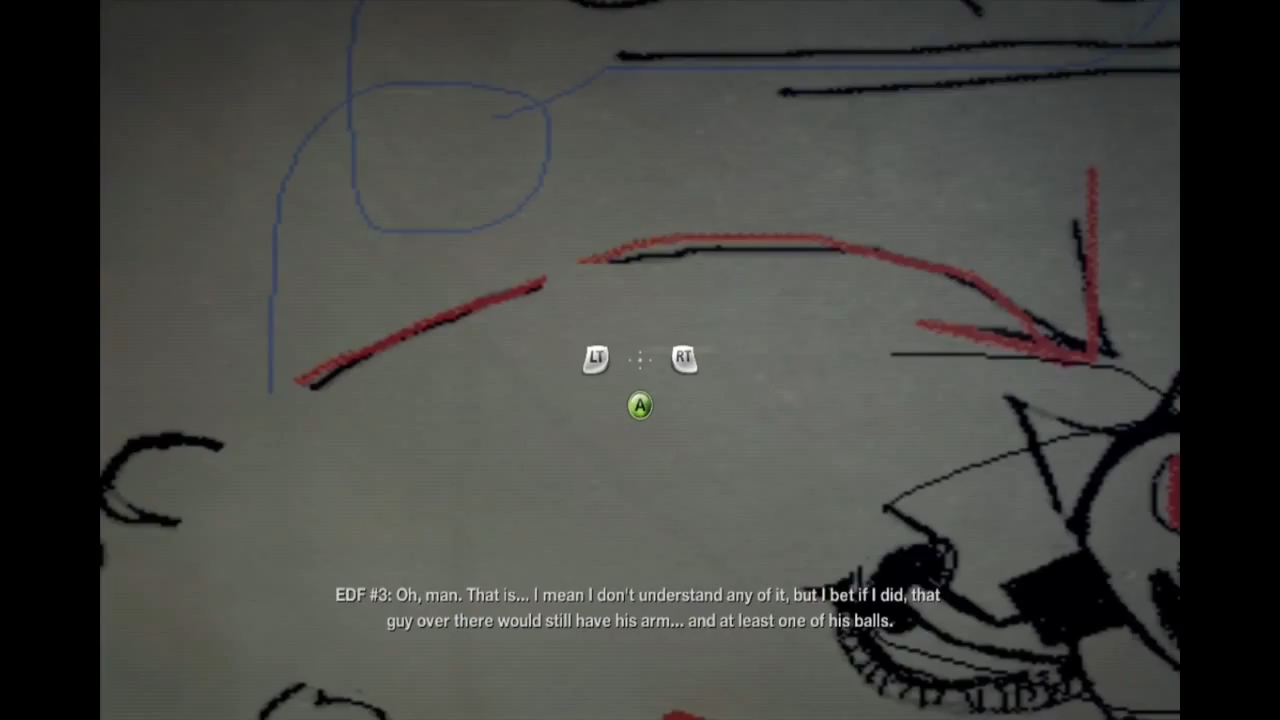 LT RT
A
EDF #3: Oh, man. That is... I mean I don't understand any of it, but I bet if I did, that
guy over there would still have his arm... and at least one of his balls.